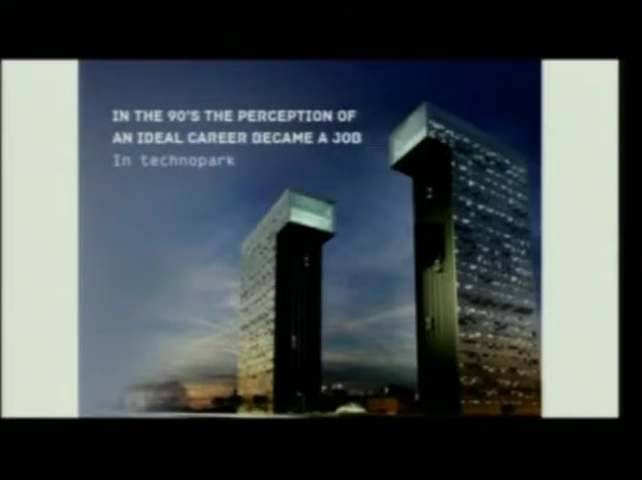 IN THE 90'S THE PERCEPTION OF
AN IDEAL CAREER BECAME A JOB
In technopark